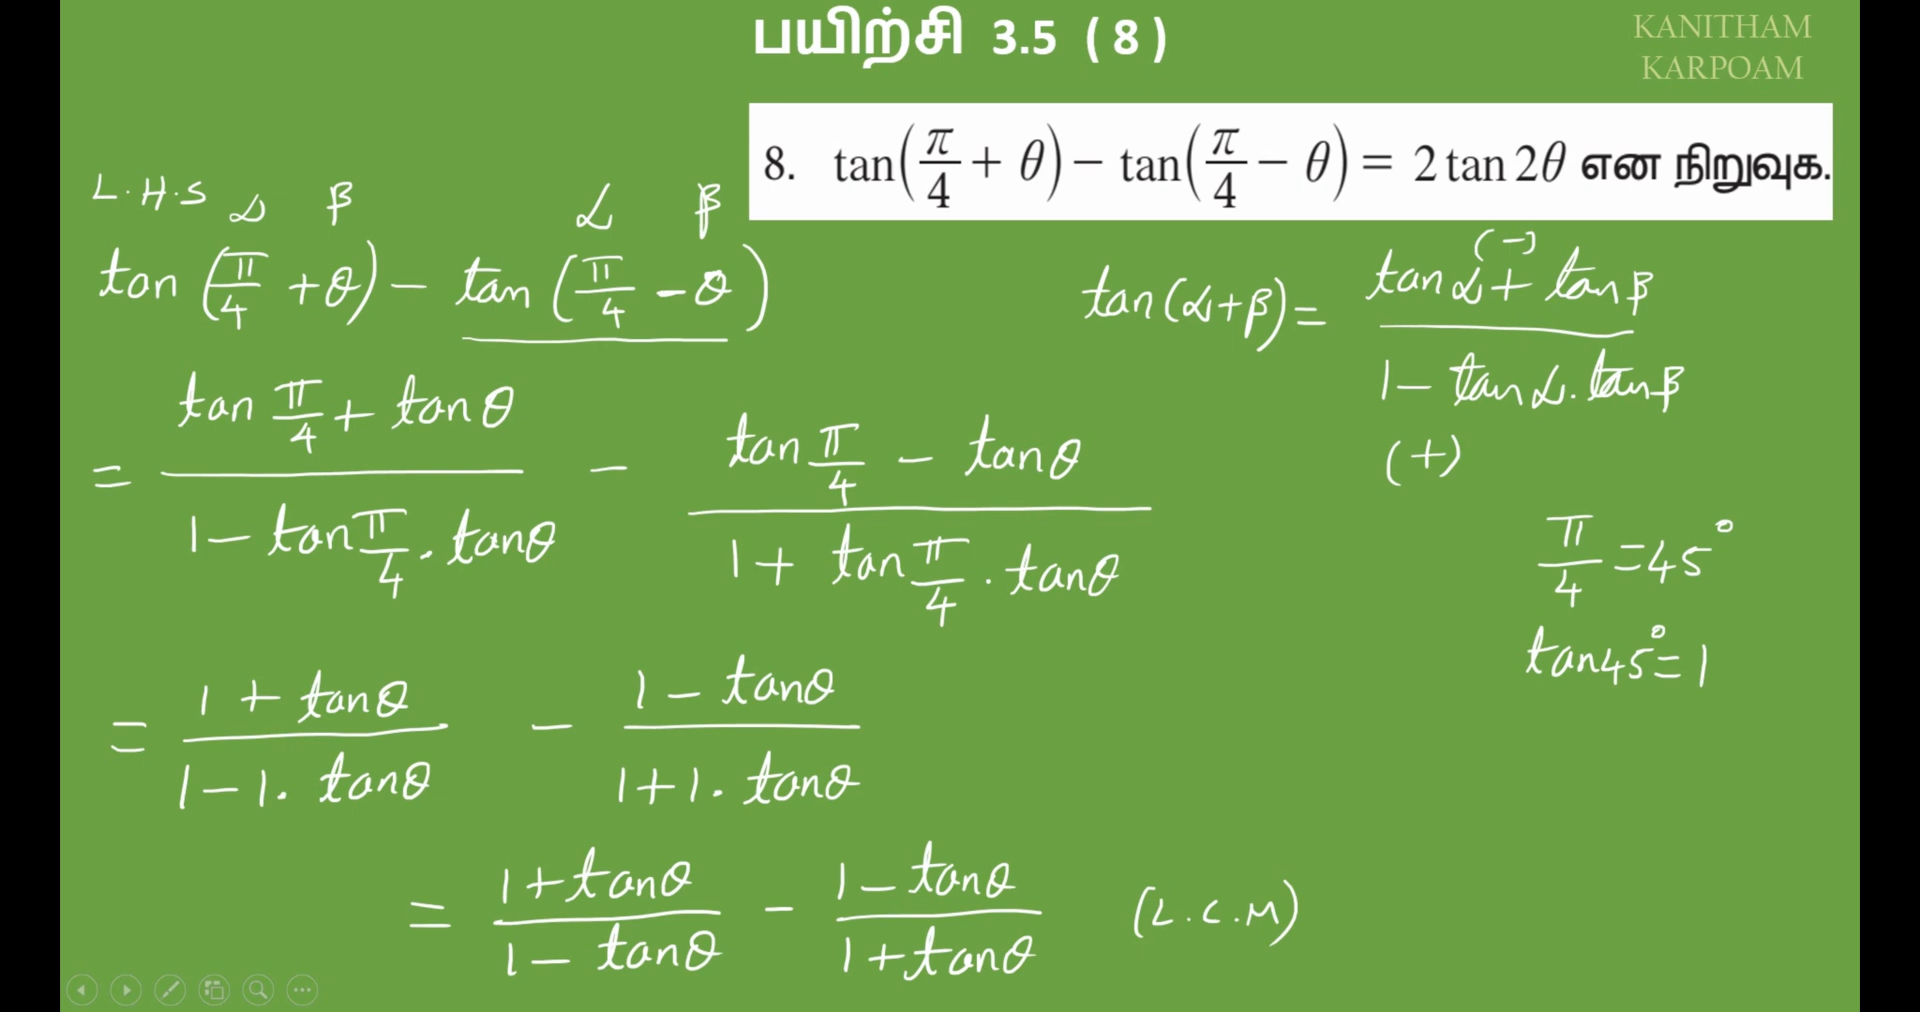 பயிற்சி 3.5 ( 8 )
KANITHAM
KARPOAM
8. tan(π/4 + θ) − tan(π/4 − θ) = 2 tan 2θ என நிறுவுக.
L.H.S α β α β
tan (π/4 + θ) − tan (π/4 − θ)
tan(α+β) = (tan α + tan β)/(1 − tan α . tan β)
(−)
(+)
= (tan π/4 + tan θ)/(1 − tan π/4 . tan θ) − (tan π/4 − tan θ)/(1 + tan π/4 . tan θ)
π/4 = 45°
tan 45° = 1
= (1 + tan θ)/(1 − 1 . tan θ) − (1 − tan θ)/(1 + 1 . tan θ)
= (1 + tan θ)/(1 − tan θ) − (1 − tan θ)/(1 + tan θ) (L.C.M)